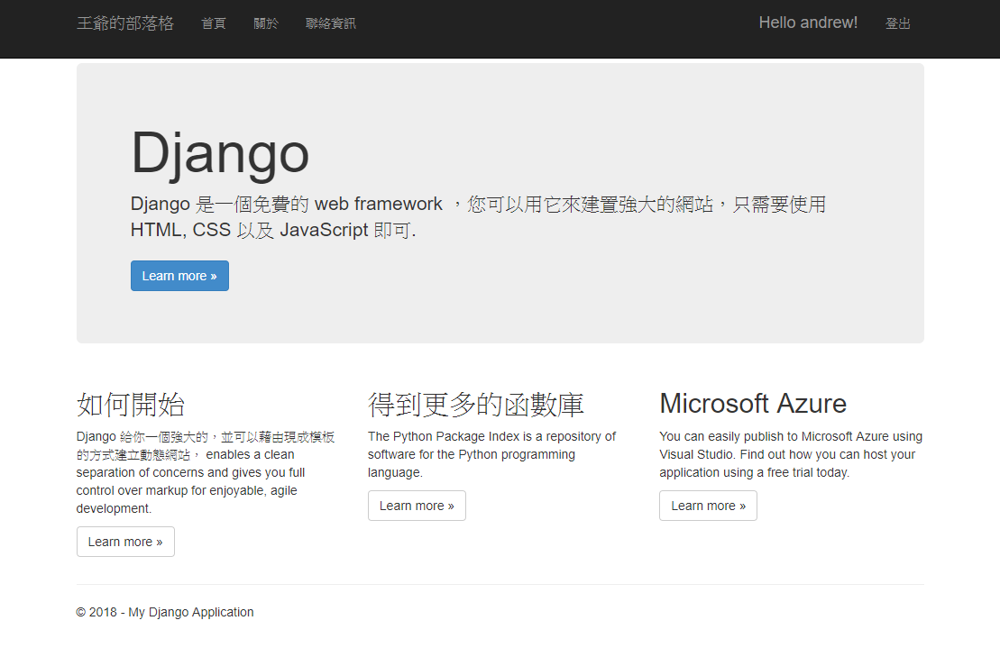 王爺的部落格 首頁 關於 聯絡資訊 Hello andrew! 登出
Django
Django 是一個免費的 web framework ，您可以用它來建置強大的網站，只需要使用
HTML, CSS 以及 JavaScript 即可.
Learn more »
如何開始
Django 給你一個強大的，並可以藉由現成模板
的方式建立動態網站， enables a clean
separation of concerns and gives you full
control over markup for enjoyable, agile
development.
Learn more »
得到更多的函數庫
The Python Package Index is a repository of
software for the Python programming
language.
Learn more »
Microsoft Azure
You can easily publish to Microsoft Azure using
Visual Studio. Find out how you can host your
application using a free trial today.
Learn more »
© 2018 - My Django Application